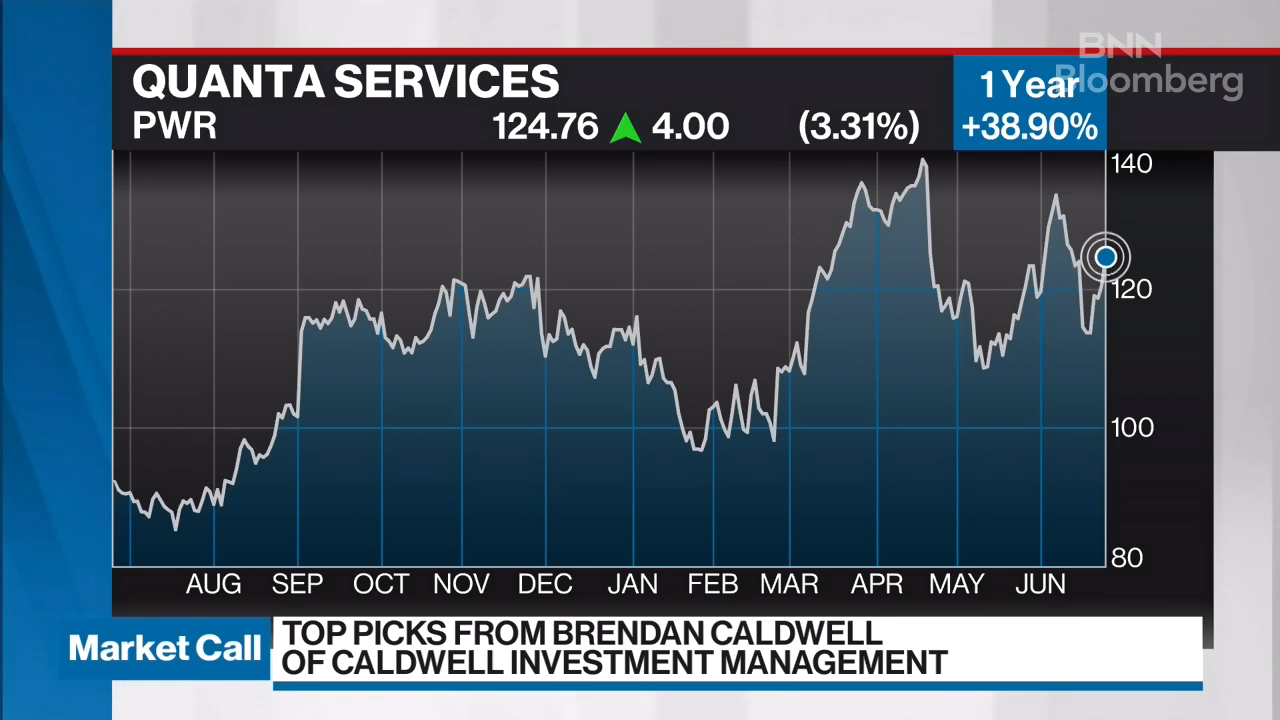 BNN
Bloomberg
QUANTA SERVICES
1 Year
PWR 124.76 4.00 (3.31%) +38.90%
140
120
100
80
AUG SEP OCT NOV DEC JAN FEB MAR APR MAY JUN
Market Call
TOP PICKS FROM BRENDAN CALDWELL
OF CALDWELL INVESTMENT MANAGEMENT